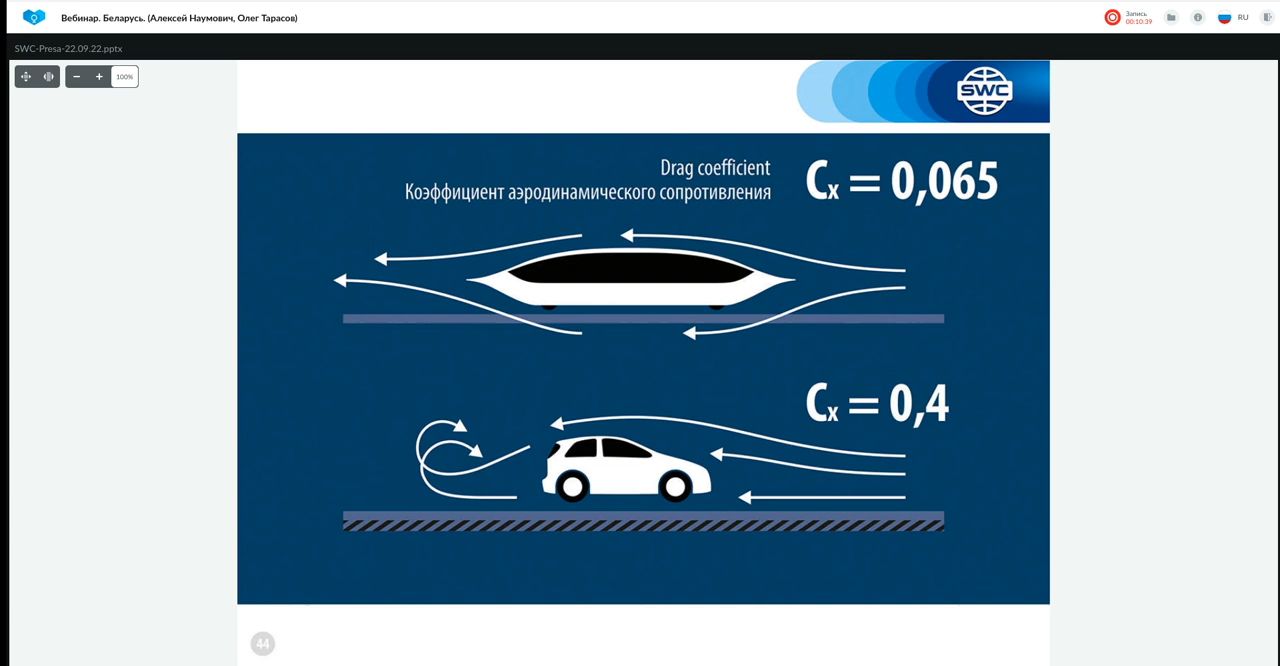 Вебинар. Беларусь. (Алексей Наумович, Олег Тарасов)
Запись
00:10:39
RU
SWC-Presa-22.09.22.pptx
100%
SWC
Drag coefficient
Коэффициент аэродинамического сопротивления
Cx = 0,065
Cx = 0,4
44